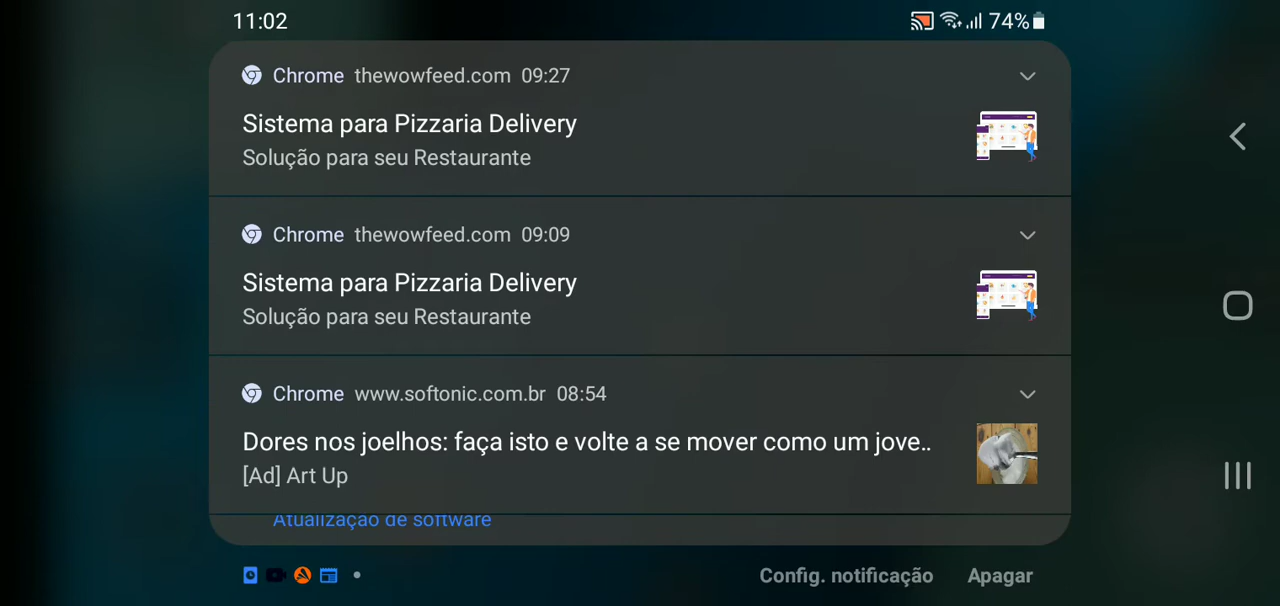 11:02 74%
Chrome thewowfeed.com 09:27
Sistema para Pizzaria Delivery
Solução para seu Restaurante
Chrome thewowfeed.com 09:09
Sistema para Pizzaria Delivery
Solução para seu Restaurante
Chrome www.softonic.com.br 08:54
Dores nos joelhos: faça isto e volte a se mover como um jove..
[Ad] Art Up
Atualização de software
Config. notificação Apagar